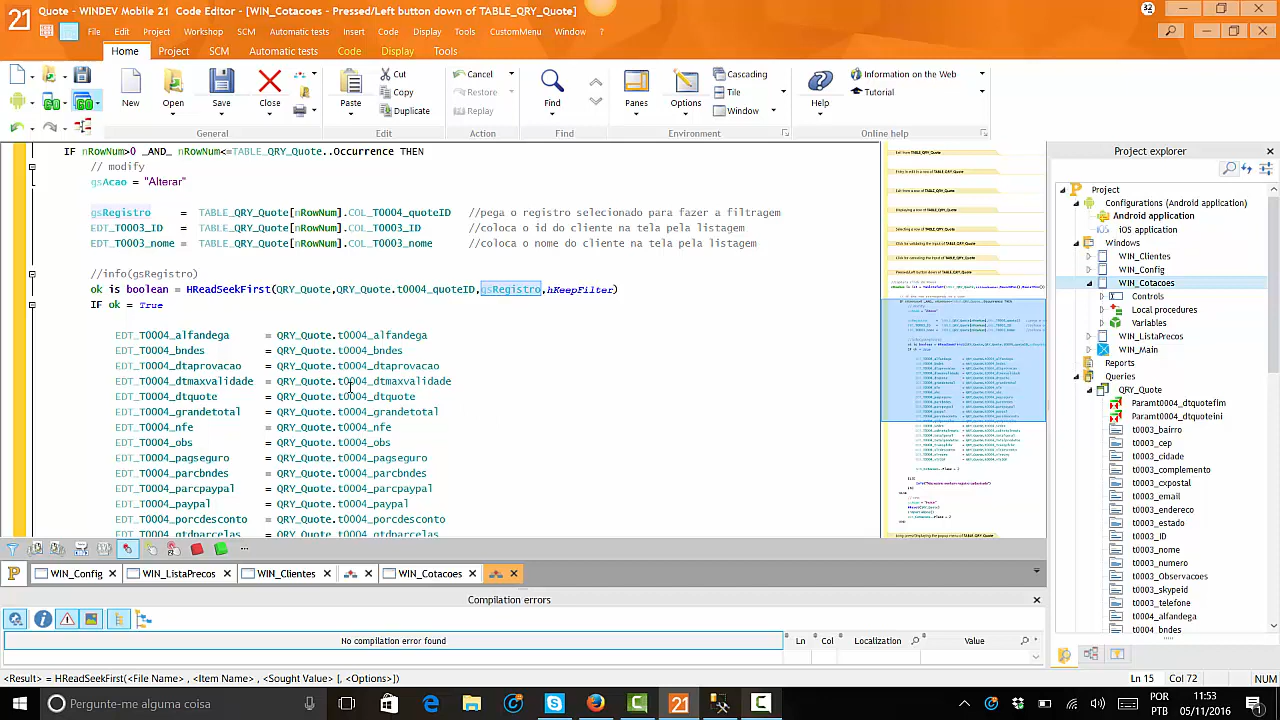 Quote - WINDEV Mobile 21 Code Editor - [WIN_Cotacoes - Pressed/Left button down of TABLE_QRY_Quote]
32
File Edit Project Workshop SCM Automatic tests Insert Code Display Tools CustomMenu Window ?
Home Project SCM Automatic tests Code Display Tools
New Open Save Close Paste Cut Copy Duplicate Cancel Restore Replay Find Panes Options Cascading Tile Window Help Information on the Web Tutorial
General Edit Action Find Environment Online help
IF nRowNum>0 _AND_ nRowNum<=TABLE_QRY_Quote..Occurrence THEN
// modify
gsAcao = "Alterar"
gsRegistro = TABLE_QRY_Quote[nRowNum].COL_T0004_quoteID //pega o registro selecionado para fazer a filtragem
EDT_T0003_ID = TABLE_QRY_Quote[nRowNum].COL_T0003_ID //coloca o id do cliente na tela pela listagem
EDT_T0003_nome = TABLE_QRY_Quote[nRowNum].COL_T0003_nome //coloca o nome do cliente na tela pela listagem
//info(gsRegistro)
ok is boolean = HReadSeekFirst(QRY_Quote,QRY_Quote.t0004_quoteID,gsRegistro,hKeepFilter)
IF ok = True
EDT_T0004_alfandega = QRY_Quote.t0004_alfandega
EDT_T0004_bndes = QRY_Quote.t0004_bndes
EDT_T0004_dtaprovacao = QRY_Quote.t0004_dtaprovacao
EDT_T0004_dtmaxvalidade = QRY_Quote.t0004_dtmaxvalidade
EDT_T0004_dtquote = QRY_Quote.t0004_dtquote
EDT_T0004_grandetotal = QRY_Quote.t0004_grandetotal
EDT_T0004_nfe = QRY_Quote.t0004_nfe
EDT_T0004_obs = QRY_Quote.t0004_obs
EDT_T0004_pagseguro = QRY_Quote.t0004_pagseguro
EDT_T0004_parcbndes = QRY_Quote.t0004_parcbndes
EDT_T0004_parcpaypal = QRY_Quote.t0004_parcpaypal
EDT_T0004_paypal = QRY_Quote.t0004_paypal
EDT_T0004_porcdesconto = QRY_Quote.t0004_porcdesconto
EDT_T0004_qtdparcelas = QRY_Quote.t0004_qtdparcelas
Project explorer
Project
Configurations (WINDEV Mobile)
Android application
iOS application
Windows
WIN_Clientes
WIN_Config
WIN_Cotacoes
Controls
Local procedures
Variables
WIN_ListaPrecos
WIN_Main
Reports
Queries
QRY_Quote
Paramt0004_dtquotefim
Paramt0004_dtquoteini
t0003_bairro
t0003_cep
t0003_cidade
t0003_complemento
t0003_cxpostal
t0003_email
t0003_endereco
t0003_estado
t0003_ID
t0003_nome
t0003_numero
t0003_Observacoes
t0003_skypeid
t0003_telefone
t0004_alfandega
t0004_bndes
WIN_Config WIN_ListaPrecos WIN_Clientes WIN_Cotacoes
Compilation errors
No compilation error found Ln Col Localization Value
<Result> = HReadSeekFirst(<File Name> , <Item Name> , <Sought Value> [, <Options>]) Ln 15 Col 72 NUM
Pergunte-me alguma coisa
POR 11:53
PTB 05/11/2016